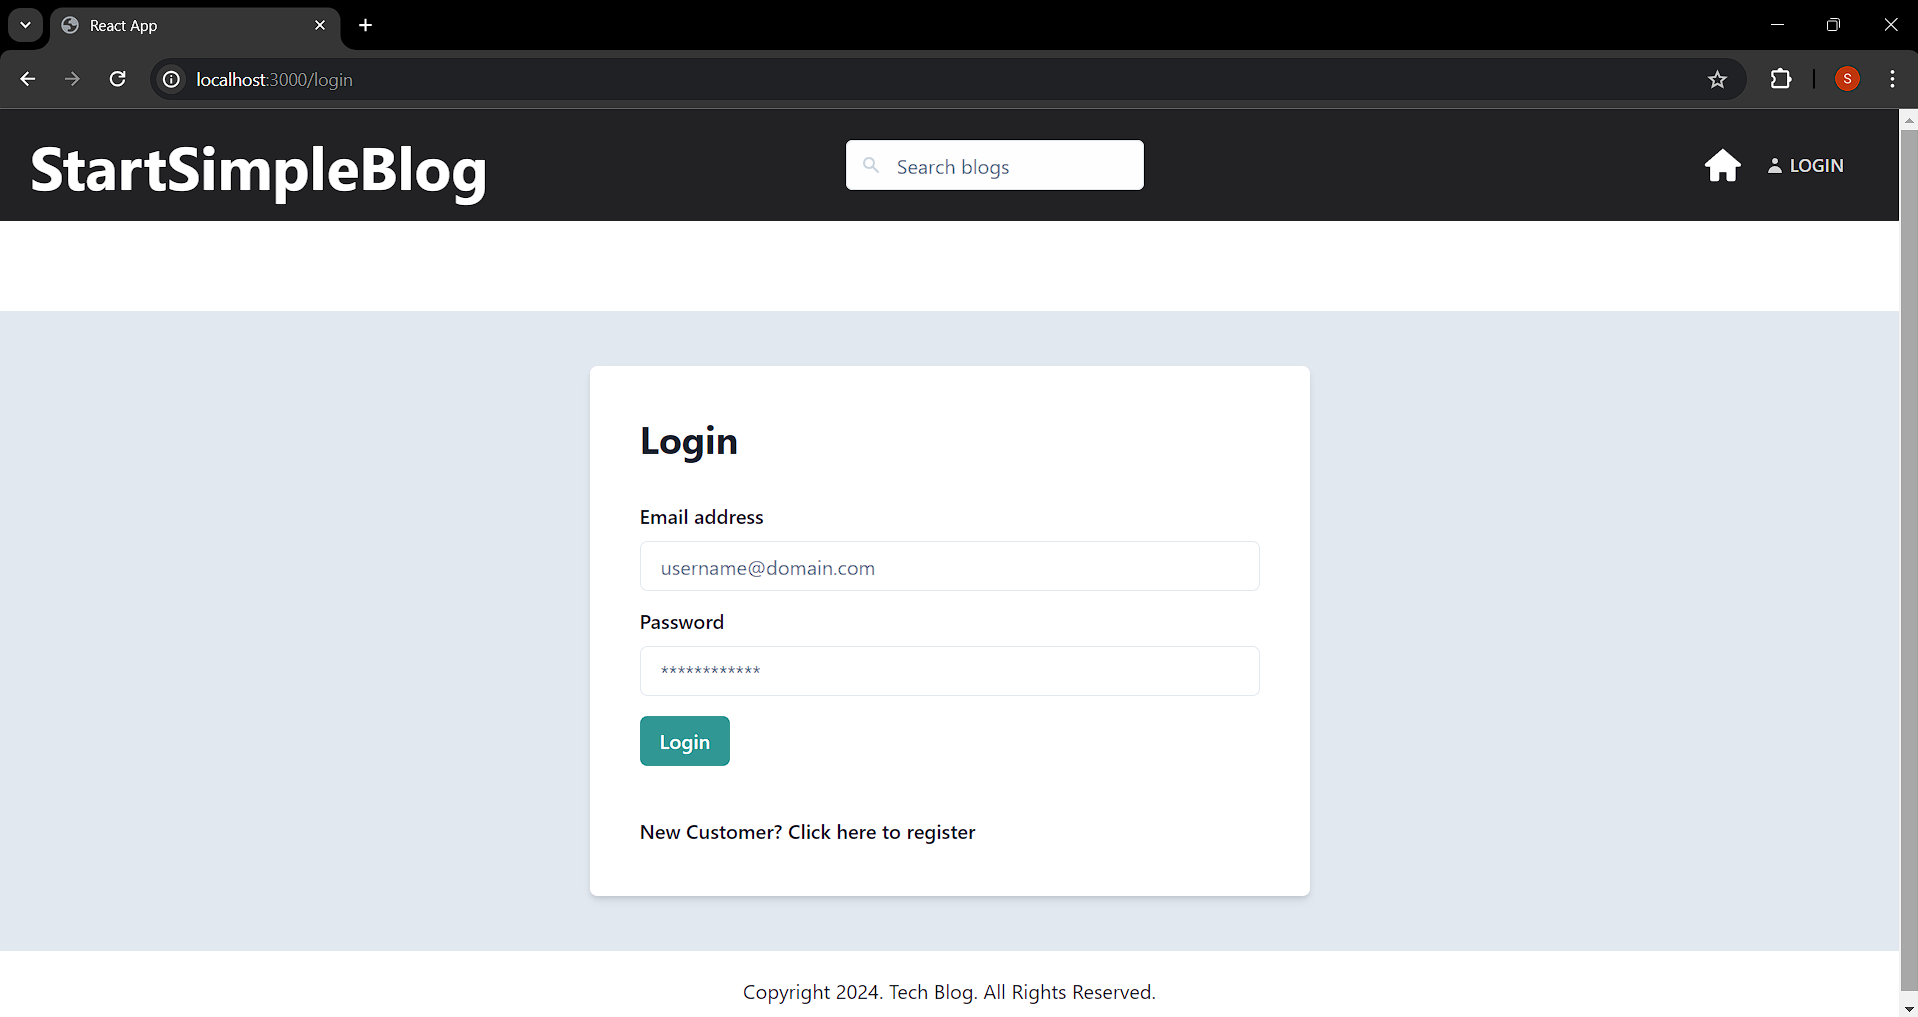 React App
localhost:3000/login
S
StartSimpleBlog
Search blogs
LOGIN
Login
Email address
username@domain.com
Password
************
Login
New Customer? Click here to register
Copyright 2024. Tech Blog. All Rights Reserved.